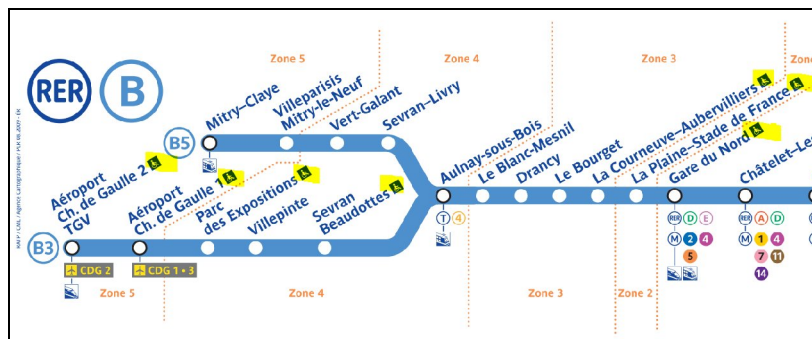 Zone 5
Zone 4
Zone 3
RER
B
B5
Mitry–Claye
Villeparisis
Mitry-le-Neuf
Vert-Galant
Sevran–Livry
Aéroport
Ch. de Gaulle 2
TGV
Aéroport
Ch. de Gaulle 1
Parc
des Expositions
Villepinte
Sevran
Beaudottes
Aulnay-sous-Bois
Le Blanc-Mesnil
Drancy
Le Bourget
La Courneuve–Aubervilliers
La Plaine–Stade de France
Gare du Nord
B3
CDG 2
CDG 1 • 3
T 4
RER D E
M 2 4
5
RER A D
M 1 4
7 11
14
Zone 5
Zone 4
Zone 3
Zone 2